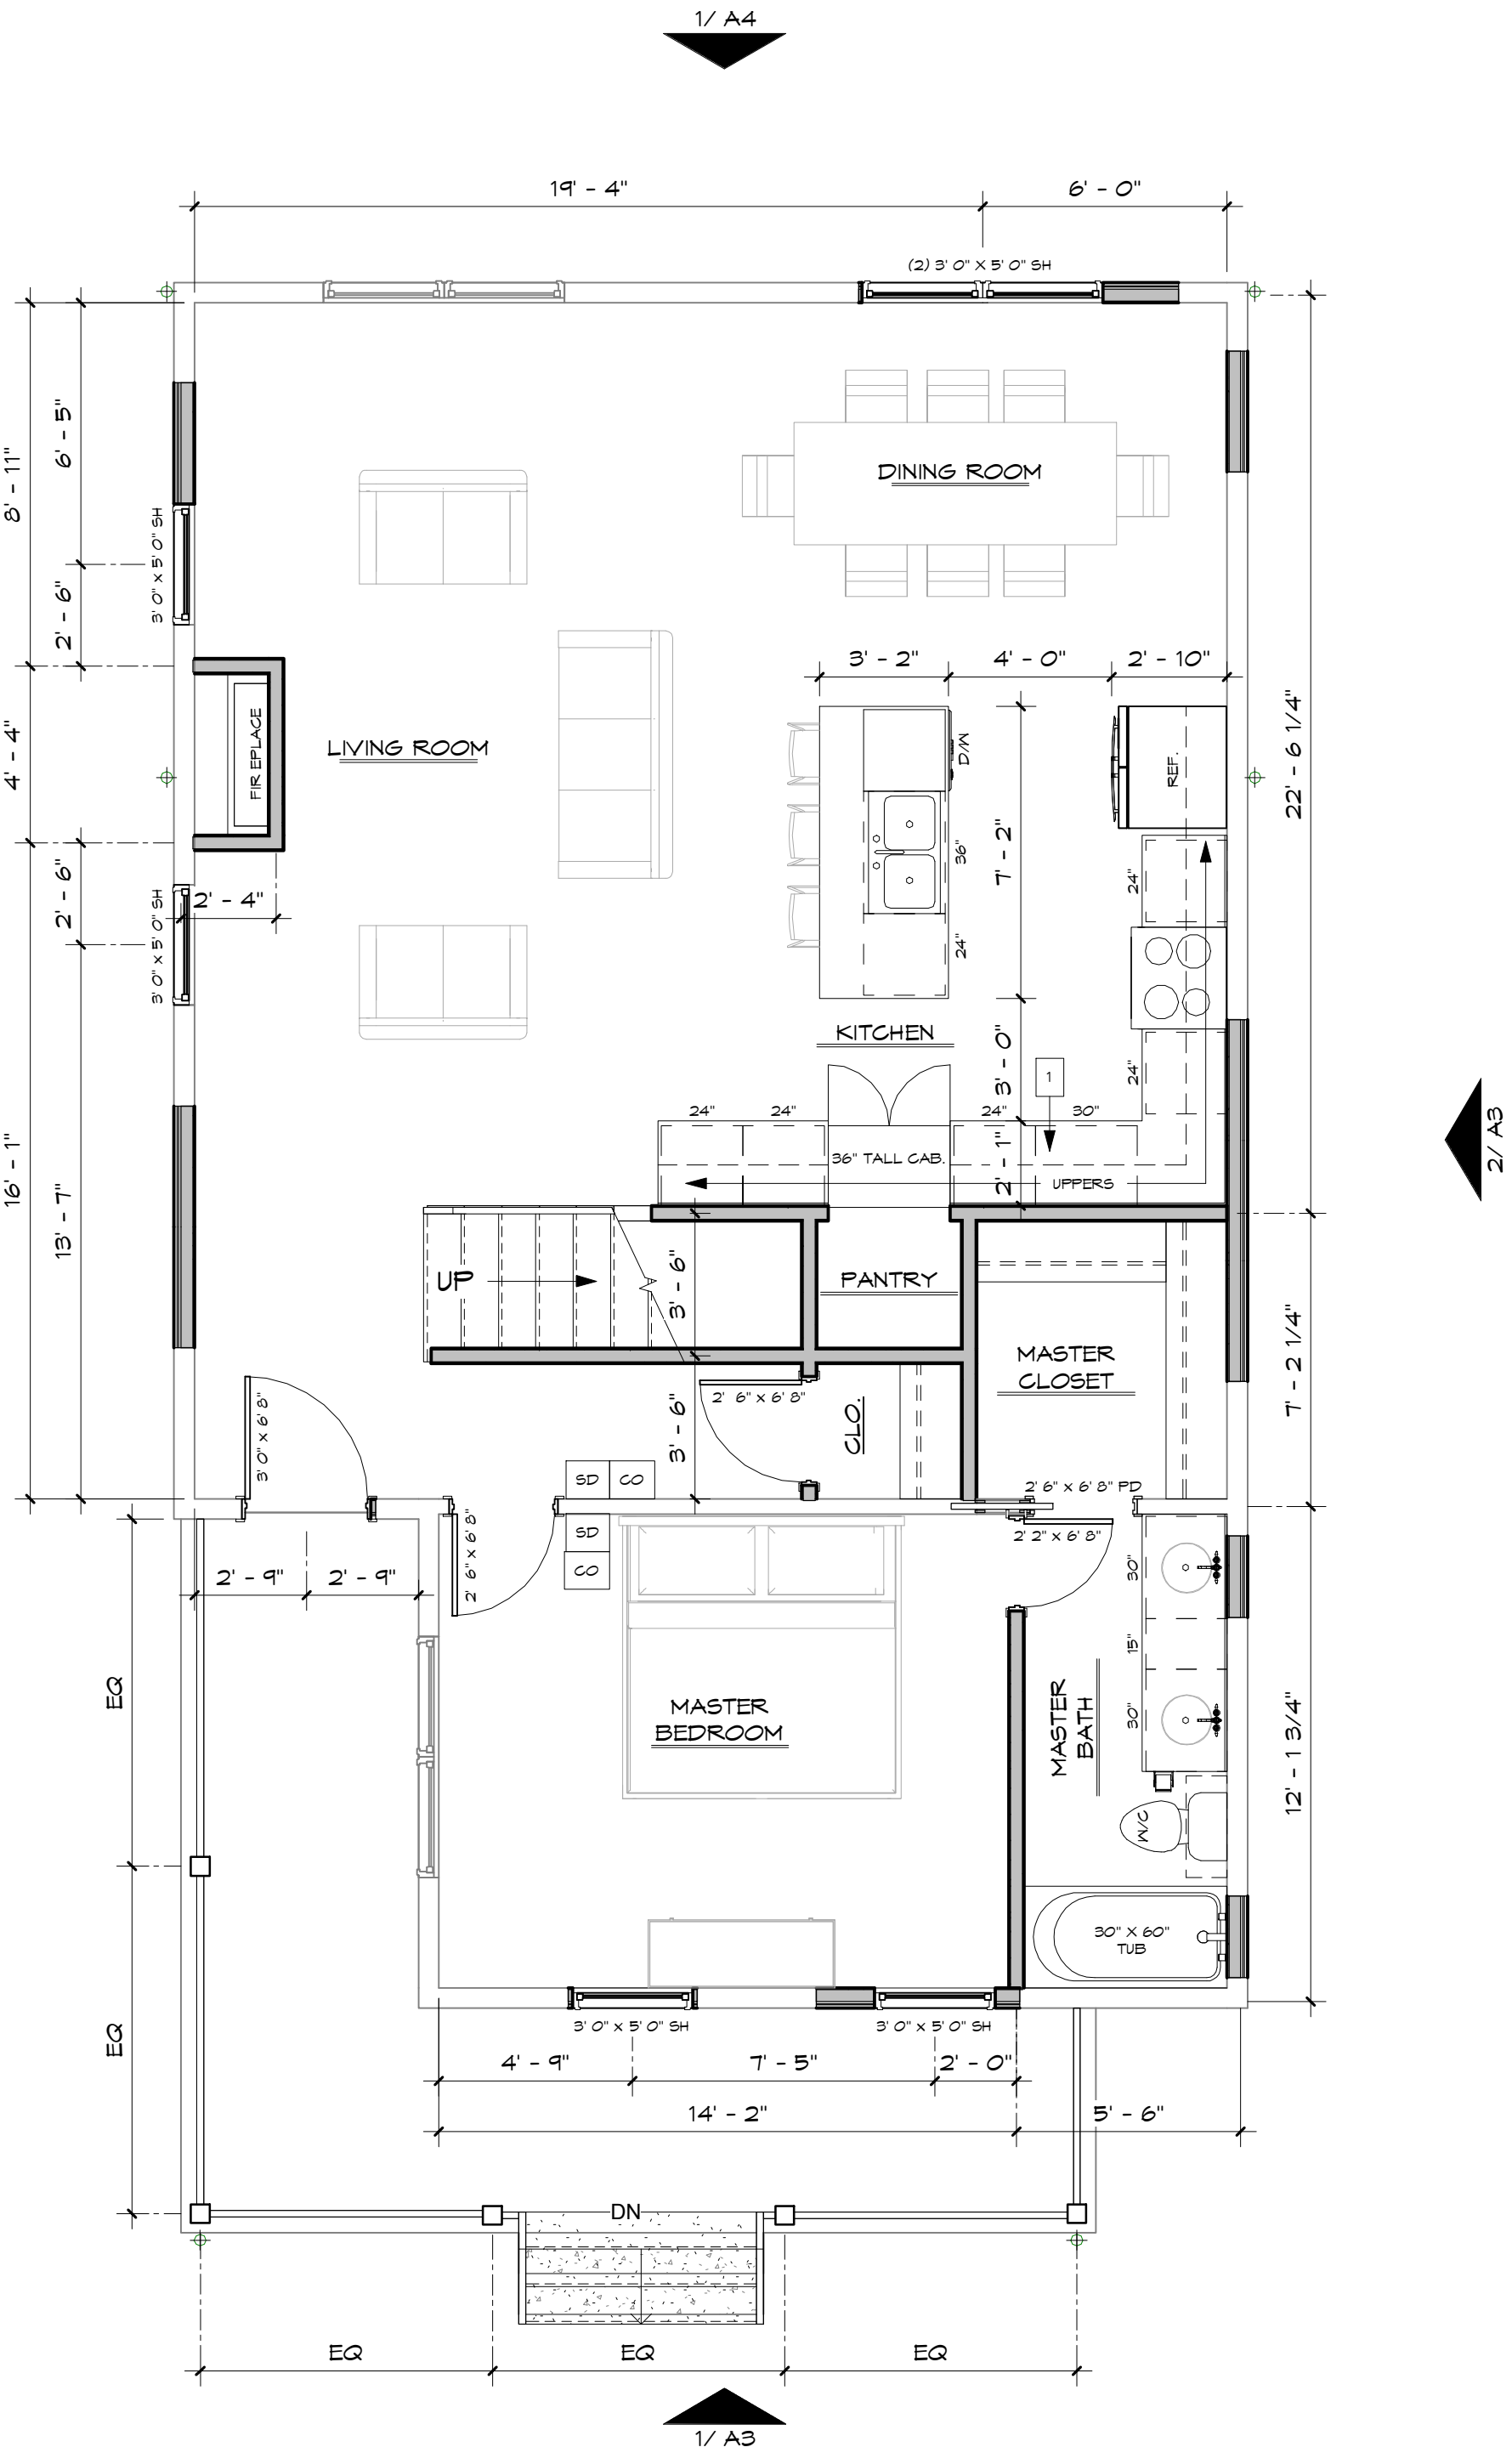 1/ A4
19' - 4"
6' - 0"
(2) 3' 0" X 5' 0" SH
8' - 11"
6' - 5"
2' - 6"
3' 0" x 5' 0" SH
4' - 4"
2' - 6"
3' 0" x 5' 0" SH
2' - 4"
16' - 1"
13' - 7"
FIR EPLACE
LIVING ROOM
DINING ROOM
3' - 2"
4' - 0"
2' - 10"
22' - 6 1/4"
D/W
REF.
36"
24"
7' - 2"
24"
24"
KITCHEN
3' - 0"
1
24"
24"
24"
30"
36" TALL CAB.
2' - 1"
UPPERS
2/ A3
UP
3' - 6"
PANTRY
MASTER
CLOSET
7' - 2 1/4"
3' 0" x 6' 8"
2' 6" x 6' 8"
CLO.
3' - 6"
SD
CO
2' 6" x 6' 8" PD
2' 6" x 6' 8"
SD
CO
2' 2" x 6' 8"
2' - 9"
2' - 9"
30"
15"
30"
EQ
MASTER
BEDROOM
MASTER
BATH
12' - 1 3/4"
W/C
30" X 60"
TUB
EQ
3' 0" x 5' 0" SH
3' 0" x 5' 0" SH
4' - 9"
7' - 5"
2' - 0"
14' - 2"
5' - 6"
DN
EQ
EQ
EQ
1/ A3